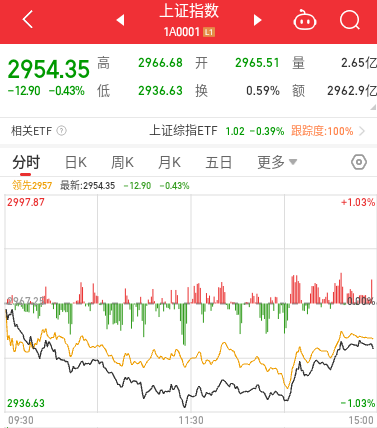 上证指数
1A0001 L1
2954.35 高 2966.68 开 2965.51 量 2.65亿
-12.90 -0.43% 低 2936.63 换 0.59% 额 2962.9亿
相关ETF ? 上证综指ETF 1.02 -0.39% 跟踪度:100%
分时 日K 周K 月K 五日 更多
领先2957 最新:2954.35 -12.90 -0.43%
2997.87 +1.03%
2967.25 0.00%
2936.63 -1.03%
09:30 11:30 15:00